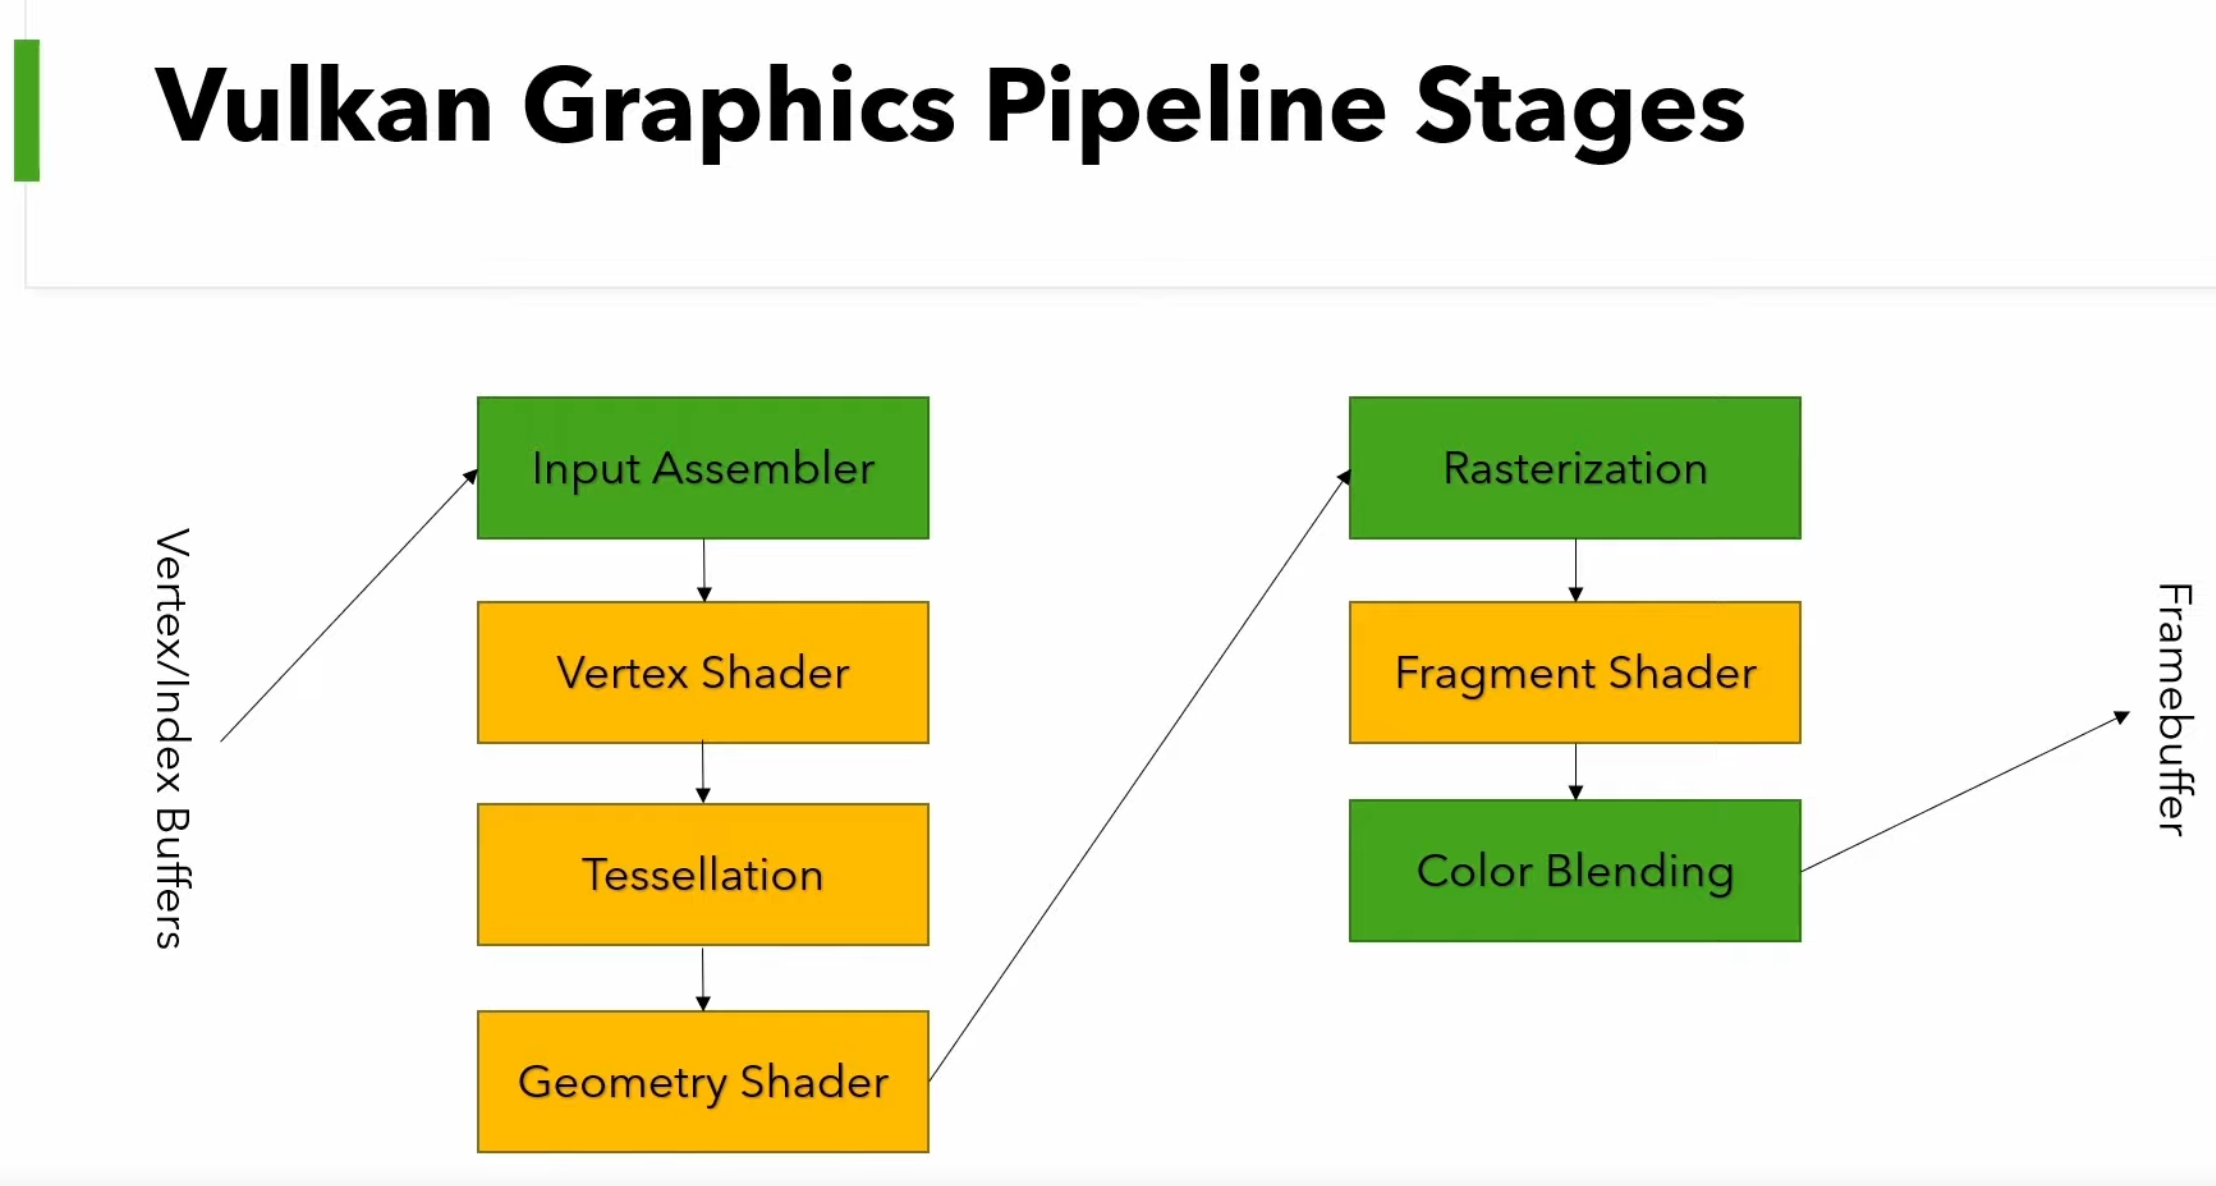 Vulkan Graphics Pipeline Stages
Vertex/Index Buffers
Input Assembler
Vertex Shader
Tessellation
Geometry Shader
Rasterization
Fragment Shader
Color Blending
Framebuffer